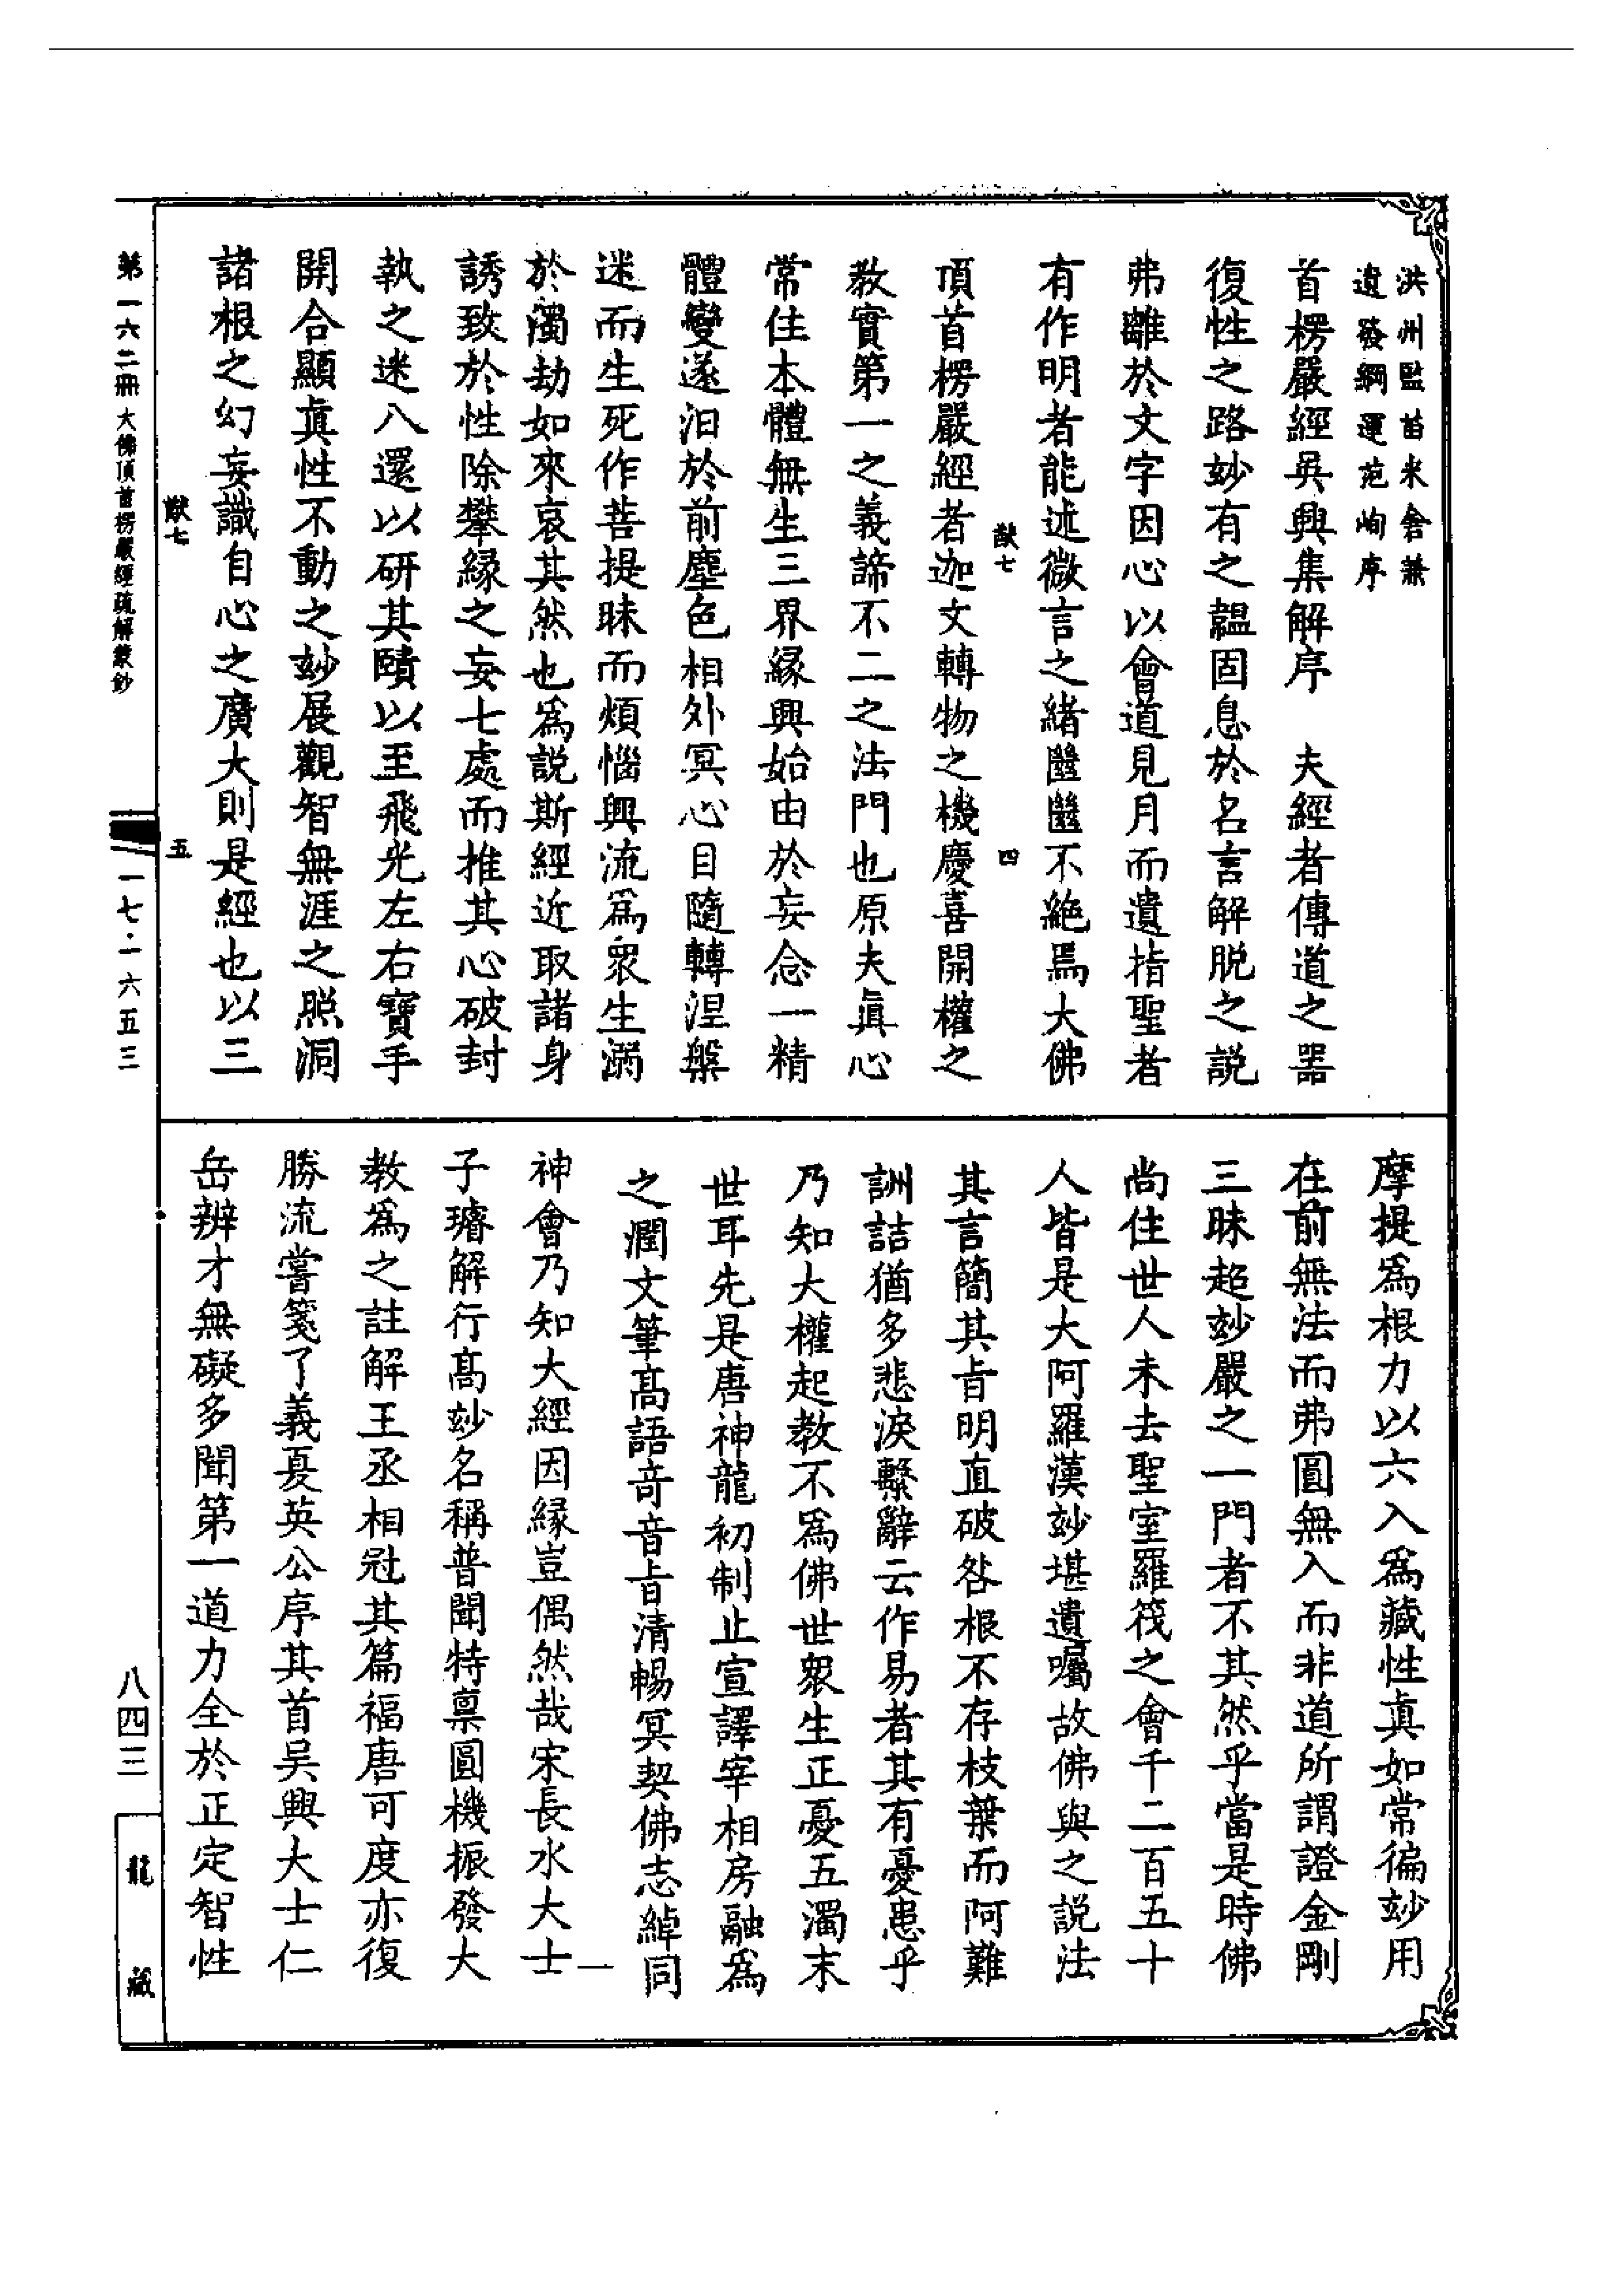 洪州監苗米倉兼
遣發綱運范峋序
首楞嚴經吳興集解序　夫經者傳道之器
復性之路妙有之韞固息於名言解脫之説
弗離於文字因心以會道見月而遺指聖者
有作明者能述微言之緒䰟䰟不絶焉大佛
猷七　四
頂首楞嚴經者迦文轉物之機慶喜開權之
教實第一之義諦不二之法門也原夫眞心
常住本體無生三界緣興始由於妄念一精
體變遂汩於前塵色相外冥心目隨轉涅槃
迷而生死作菩提昧而煩惱興流爲衆生溺
於濁劫如來哀其然也爲説斯經近取諸身
誘致於性除攀緣之妄七處而推其心破封
執之迷八還以研其賾以至飛光左右寶手
開合顯眞性不動之玅展觀智無涯之照洞
諸根之幻妄識自心之廣大則是經也以三
猷七　五
摩提爲根力以六入爲藏性眞如常徧玅用
在前無法而弗圓無入而非道所謂證金剛
三昧超玅嚴之一門者不其然乎當是時佛
尚住世人未去聖室羅筏之會千二百五十
人皆是大阿羅漢玅堪遺囑故佛與之説法
其言簡其旨明直破咎根不存枝葉而阿難
詶詰猶多悲淚繫辭云作易者其有憂患乎
乃知大權起教不爲佛世衆生正憂五濁末
世耳先是唐神龍初制止宣譯宰相房融爲
之潤文筆高語奇音旨清暢冥契佛志綽同
神會乃知大經因緣豈偶然哉宋長水大士
子璿解行高玅名稱普聞特禀圓機振發大
教爲之註解王丞相冠其篇福唐可度亦復
勝流嘗箋了義夏英公序其首吳興大士仁
岳辨才無礙多聞第一道力全於正定智性
第一六二冊　大佛頂首楞嚴經疏解蒙鈔
一七·一六五三
八四三
龍藏